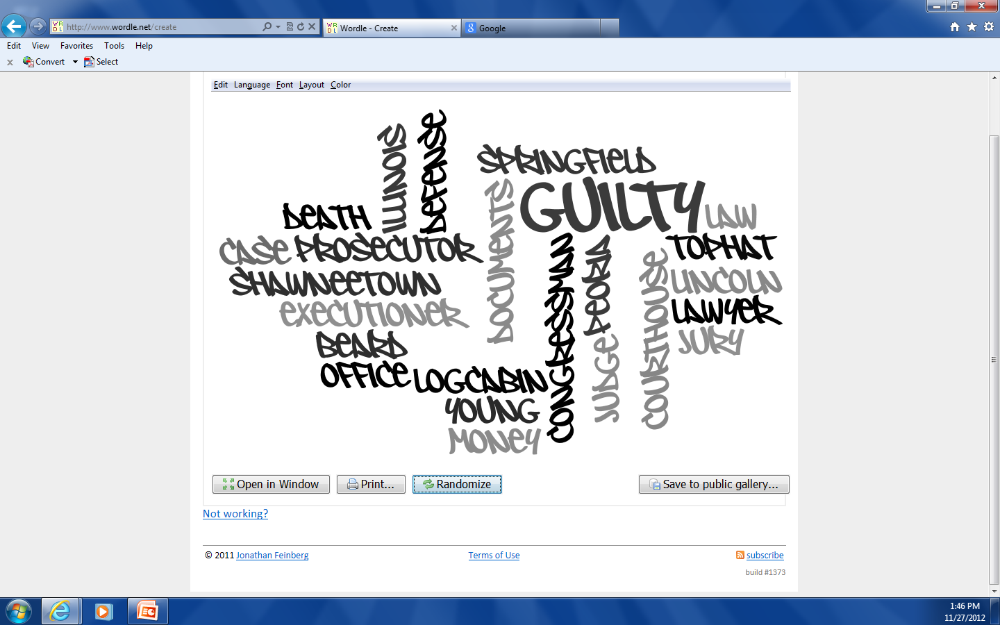 http://www.wordle.net/create
Wordle - Create
Google
Edit View Favorites Tools Help
x Convert Select
Edit Language Font Layout Color
ILLINOIS
DEFENSE
SPRINGFIELD
GUILTY
DEATH
LAW
DOCUMENTS
CASE
PROSECUTOR
TOPHAT
CONGRESSMAN
PEORIA
SHAWNEETOWN
LINCOLN
COURTHOUSE
EXECUTIONER
LAWYER
BEARD
JUDGE
JURY
OFFICE
LOGCABIN
YOUNG
MONEY
Open in Window Print... Randomize Save to public gallery...
Not working?
© 2011 Jonathan Feinberg Terms of Use subscribe
build #1373
1:46 PM
11/27/2012